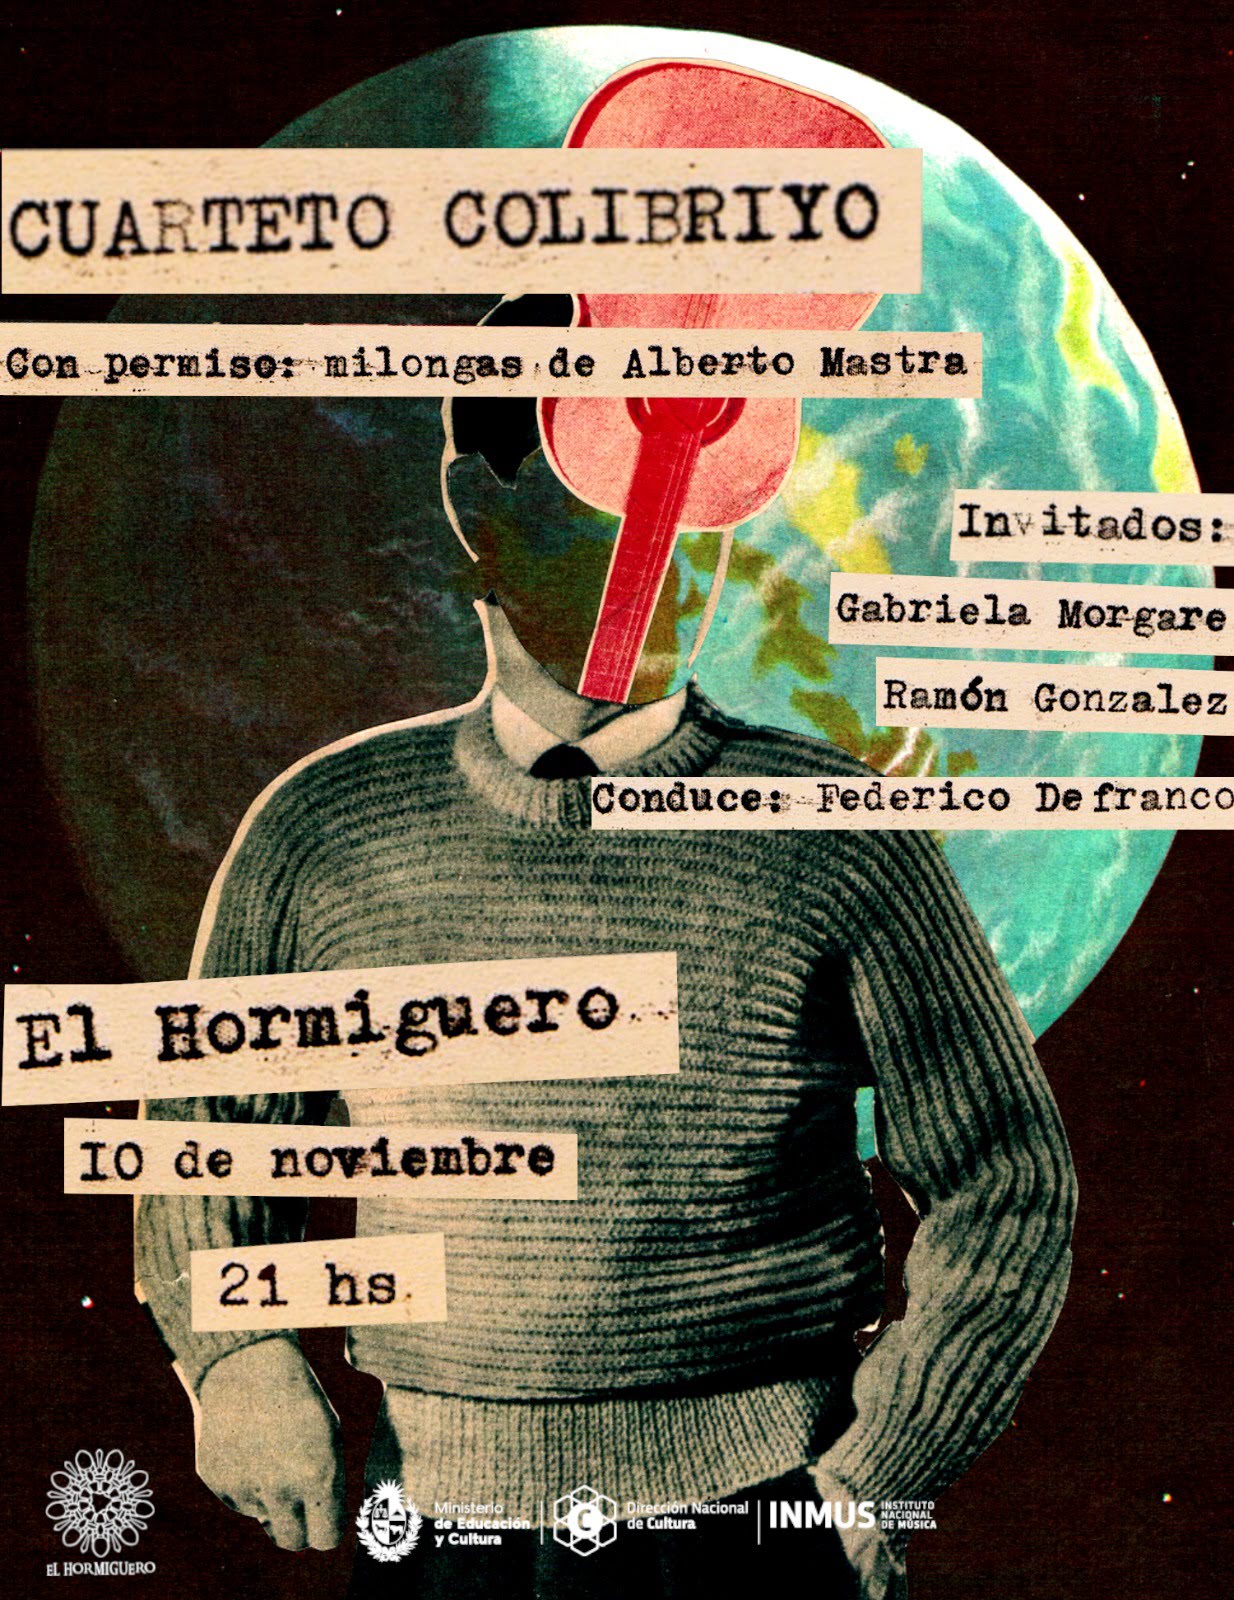 CUARTETO COLIBRIYO
Con permiso: milongas de Alberto Mastra
Invitados:
Gabriela Morgare
Ramón Gonzalez
Conduce: Federico Defranco
El Hormiguero
10 de noviembre
21 hs.
EL HORMIGUERO
Ministerio
de Educación
y Cultura
C
Dirección Nacional
de Cultura
INMUS
INSTITUTO
NACIONAL
DE MÚSICA